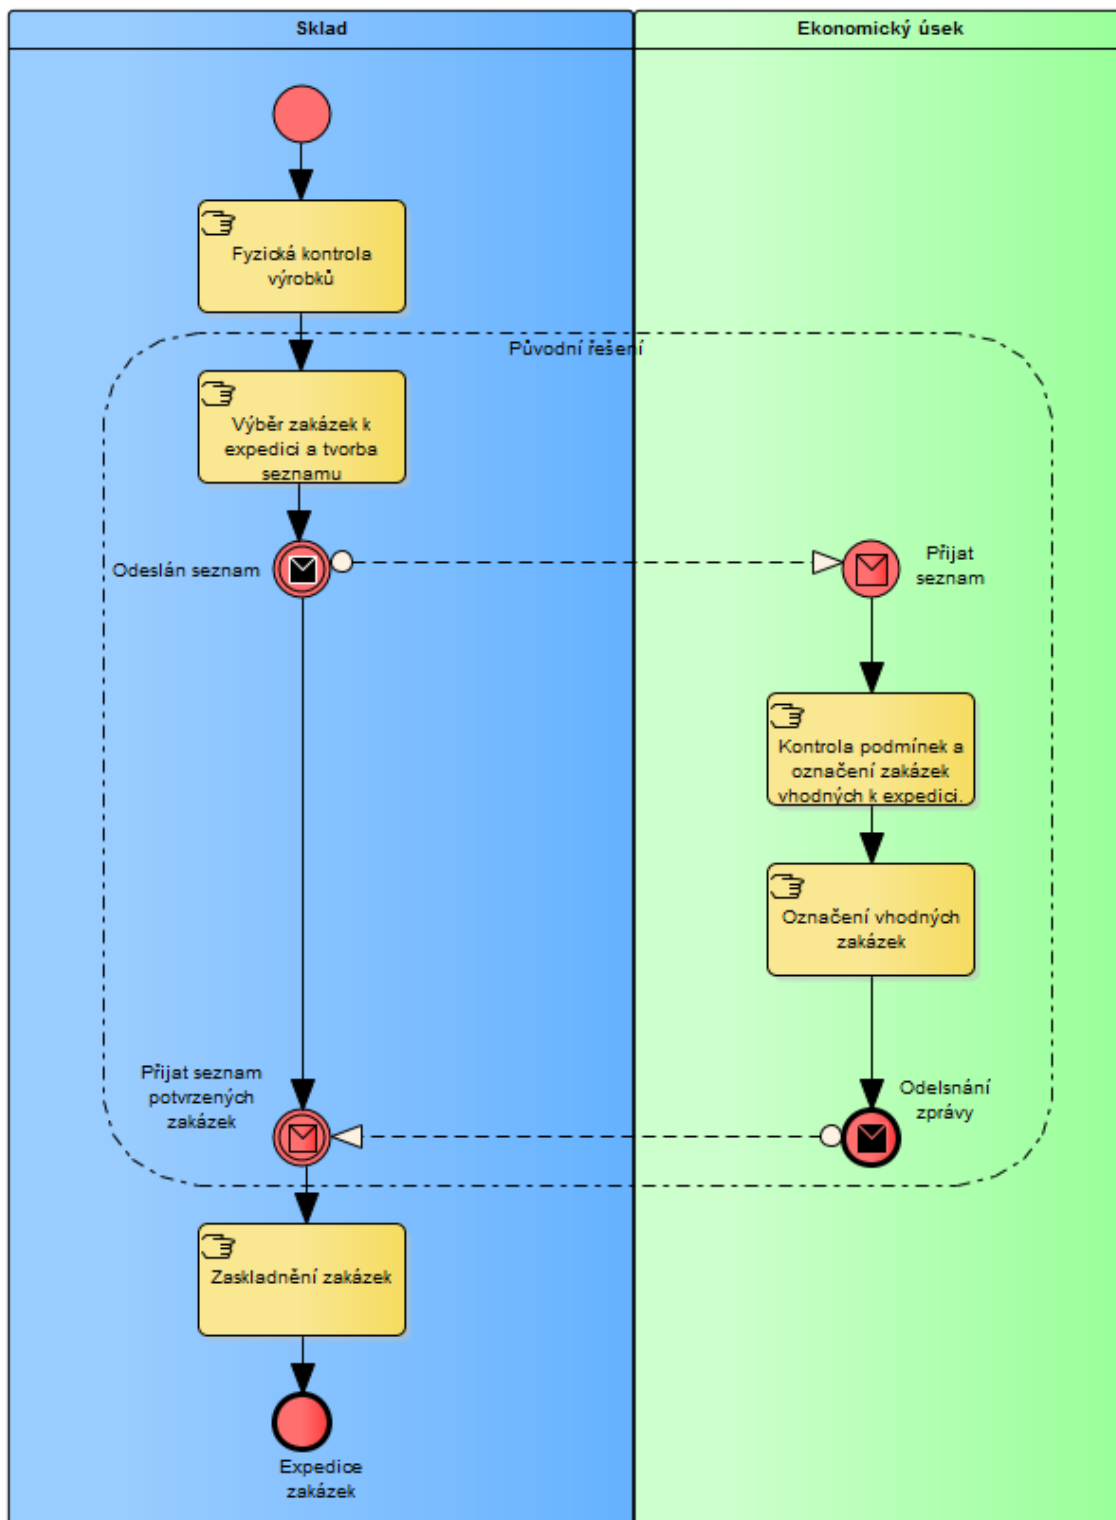 Sklad
Ekonomický úsek
Fyzická kontrola
výrobků
Původní řešení
Výběr zakázek k
expedici a tvorba
seznamu
Odeslán seznam
Přijat
seznam
Kontrola podmínek a
označení zakázek
vhodných k expedici.
Označení vhodných
zakázek
Přijat seznam
potvrzených
zakázek
Odelsnání
zprávy
Zaskladnění zakázek
Expedice
zakázek